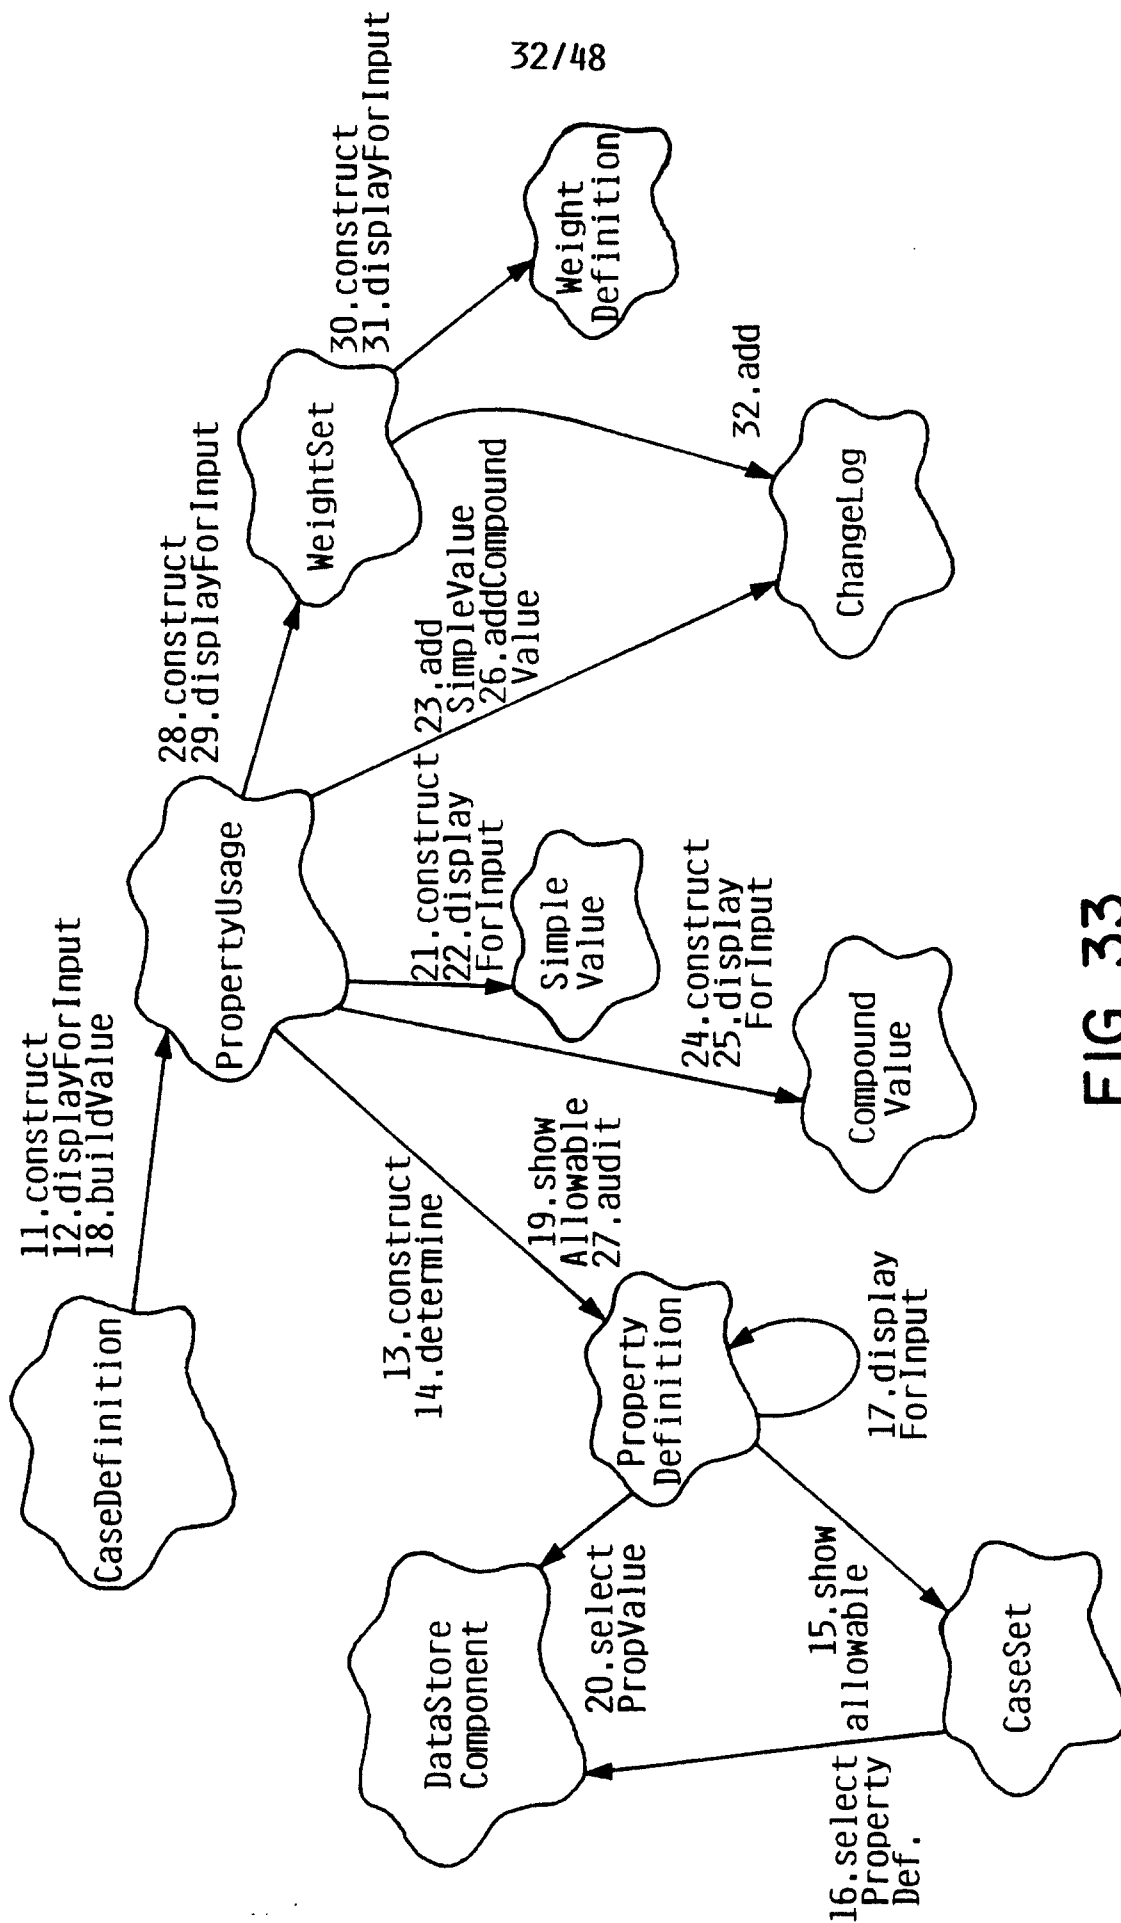 32/48
CaseDefinition
11.construct
12.displayForInput
18.buildValue
PropertyUsage
28.construct
29.displayForInput
WeightSet
30.construct
31.displayForInput
Weight
Definition
13.construct
14.determine
21.construct
22.display
ForInput
23.add
SimpleValue
26.addCompound
Value
32.add
DataStore
Component
20.select
PropValue
Property
Definition
19.show
Allowable
27.audit
Simple
Value
24.construct
25.display
ForInput
Compound
Value
ChangeLog
16.select
Property
Def.
15.show
allowable
17.display
ForInput
CaseSet
FIG 33